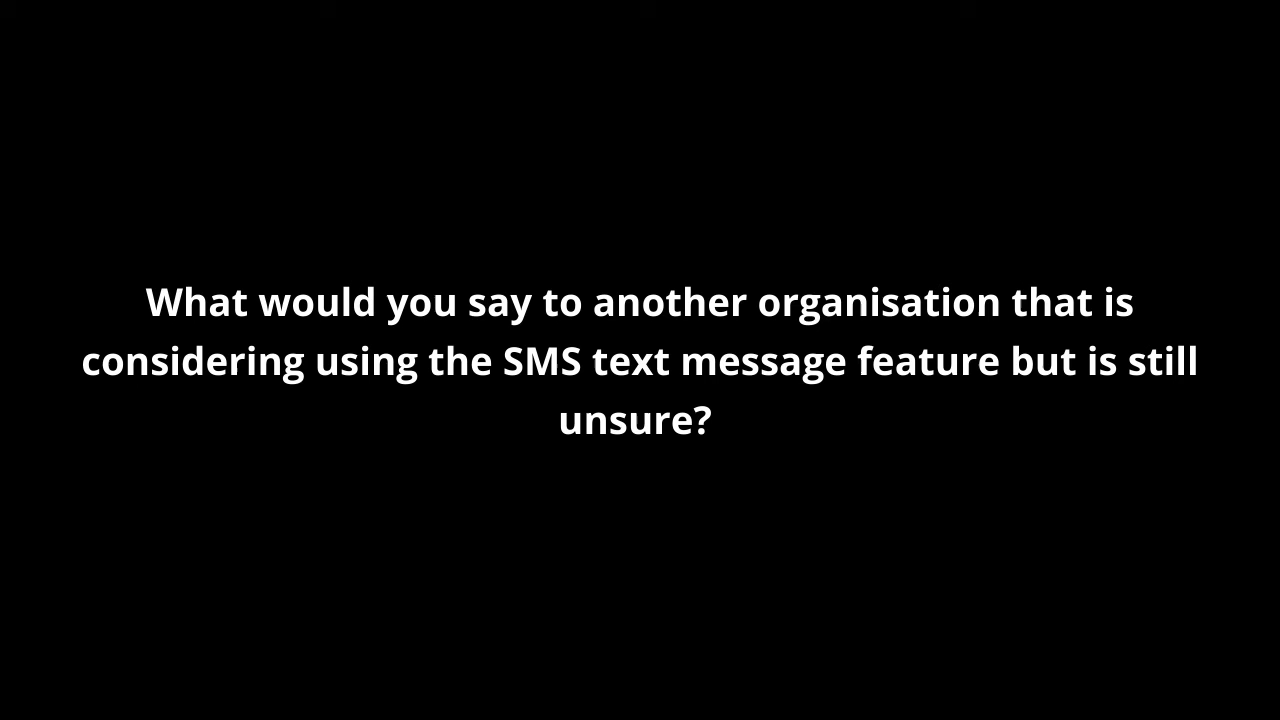 What would you say to another organisation that is
considering using the SMS text message feature but is still
unsure?